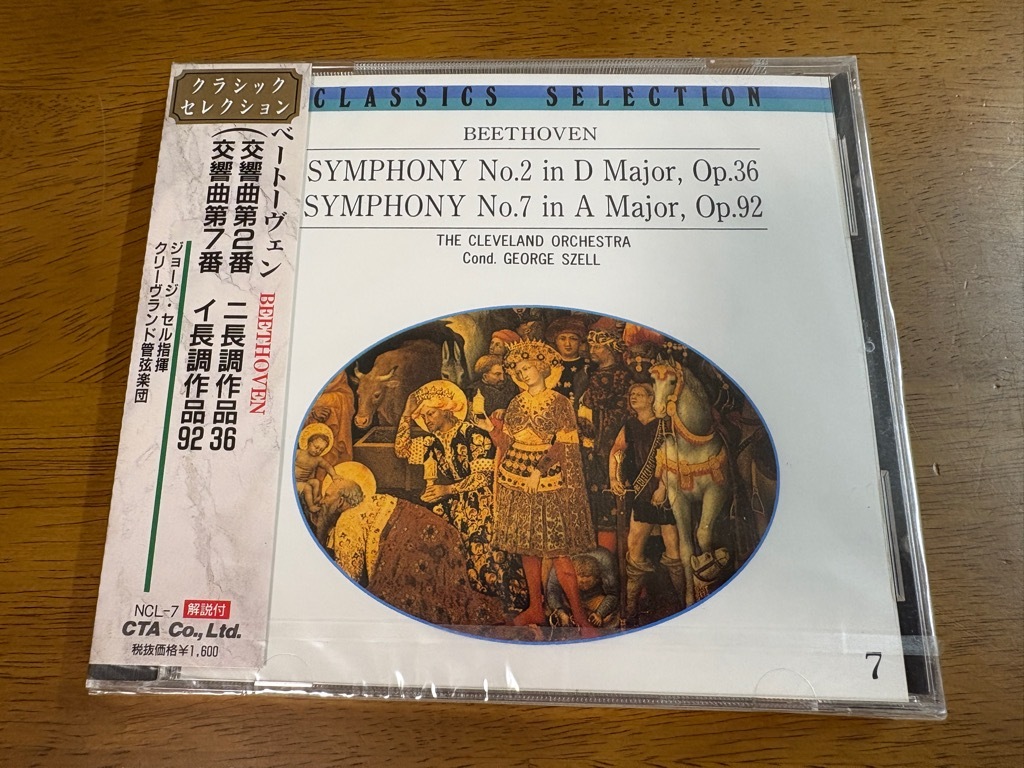 クラシック
セレクション
ベートーヴェン BEETHOVEN
(交響曲第2番 ニ長調作品36
交響曲第7番 イ長調作品92
ジョージ・セル指揮
クリーヴランド管弦楽団
NCL-7 解説付
CTA Co., Ltd.
税抜価格¥1,600
CLASSICS SELECTION
BEETHOVEN
SYMPHONY No.2 in D Major, Op.36
SYMPHONY No.7 in A Major, Op.92
THE CLEVELAND ORCHESTRA
Cond. GEORGE SZELL
7